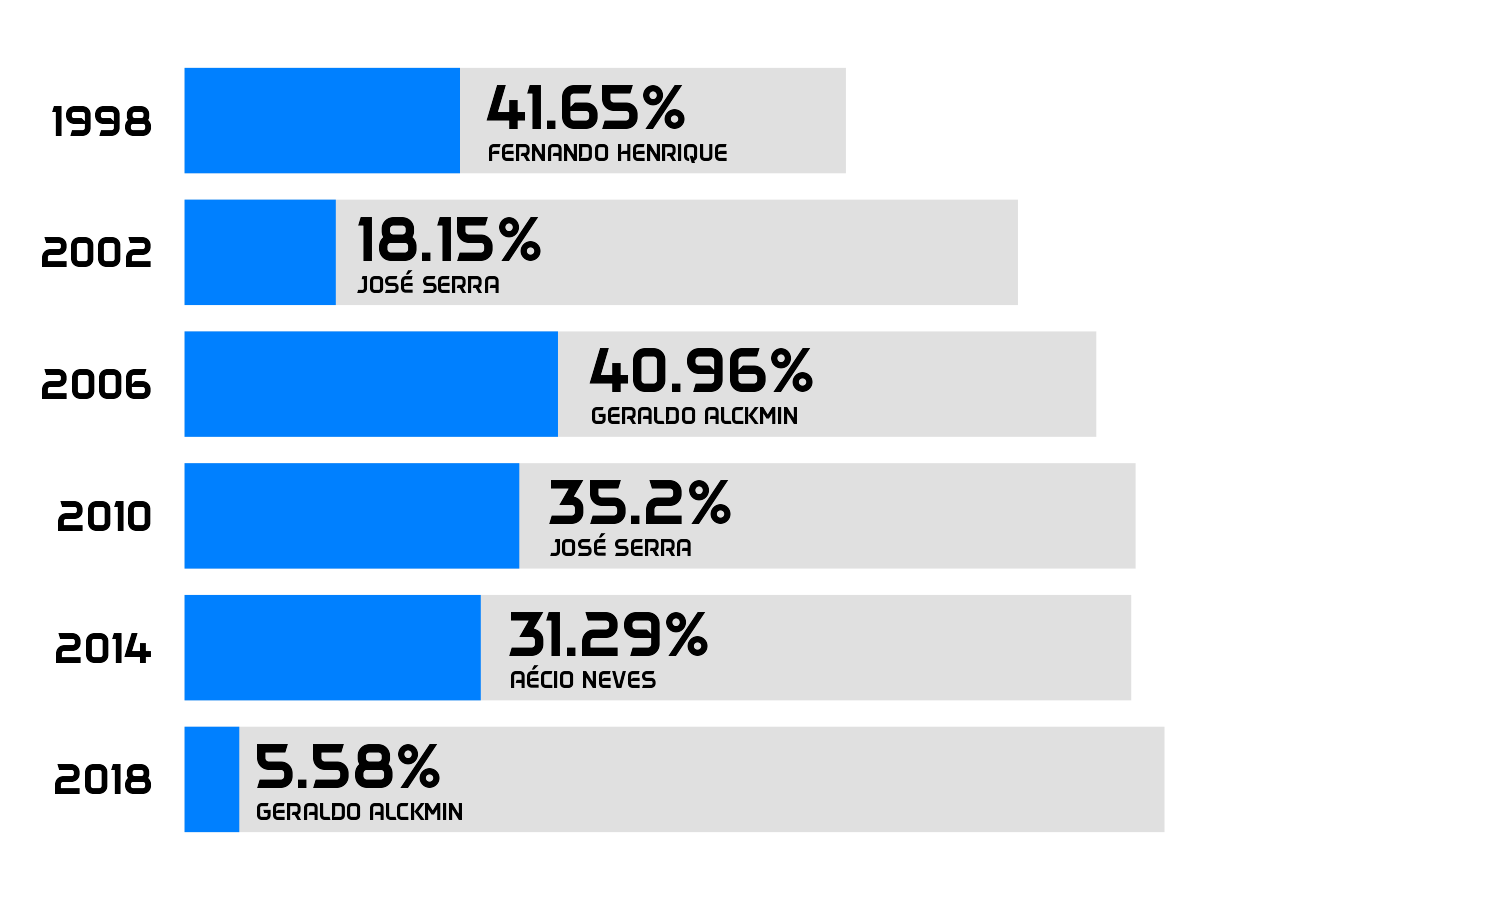 1998
41.65%
FERNANDO HENRIQUE
2002
18.15%
JOSÉ SERRA
2006
40.96%
GERALDO ALCKMIN
2010
35.2%
JOSÉ SERRA
2014
31.29%
AÉCIO NEVES
2018
5.58%
GERALDO ALCKMIN